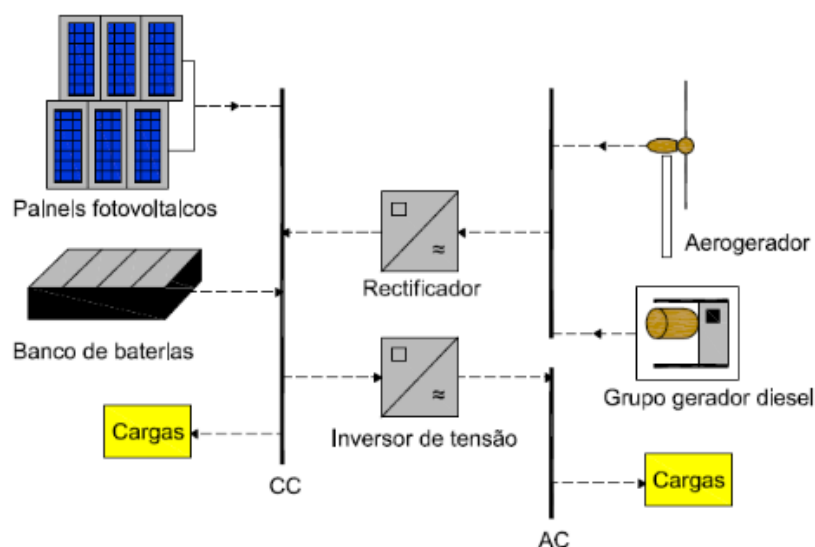 Painels fotovoltaicos
Aerogerador
Rectificador
Banco de baterias
Grupo gerador diesel
Inversor de tensão
Cargas
CC
Cargas
AC